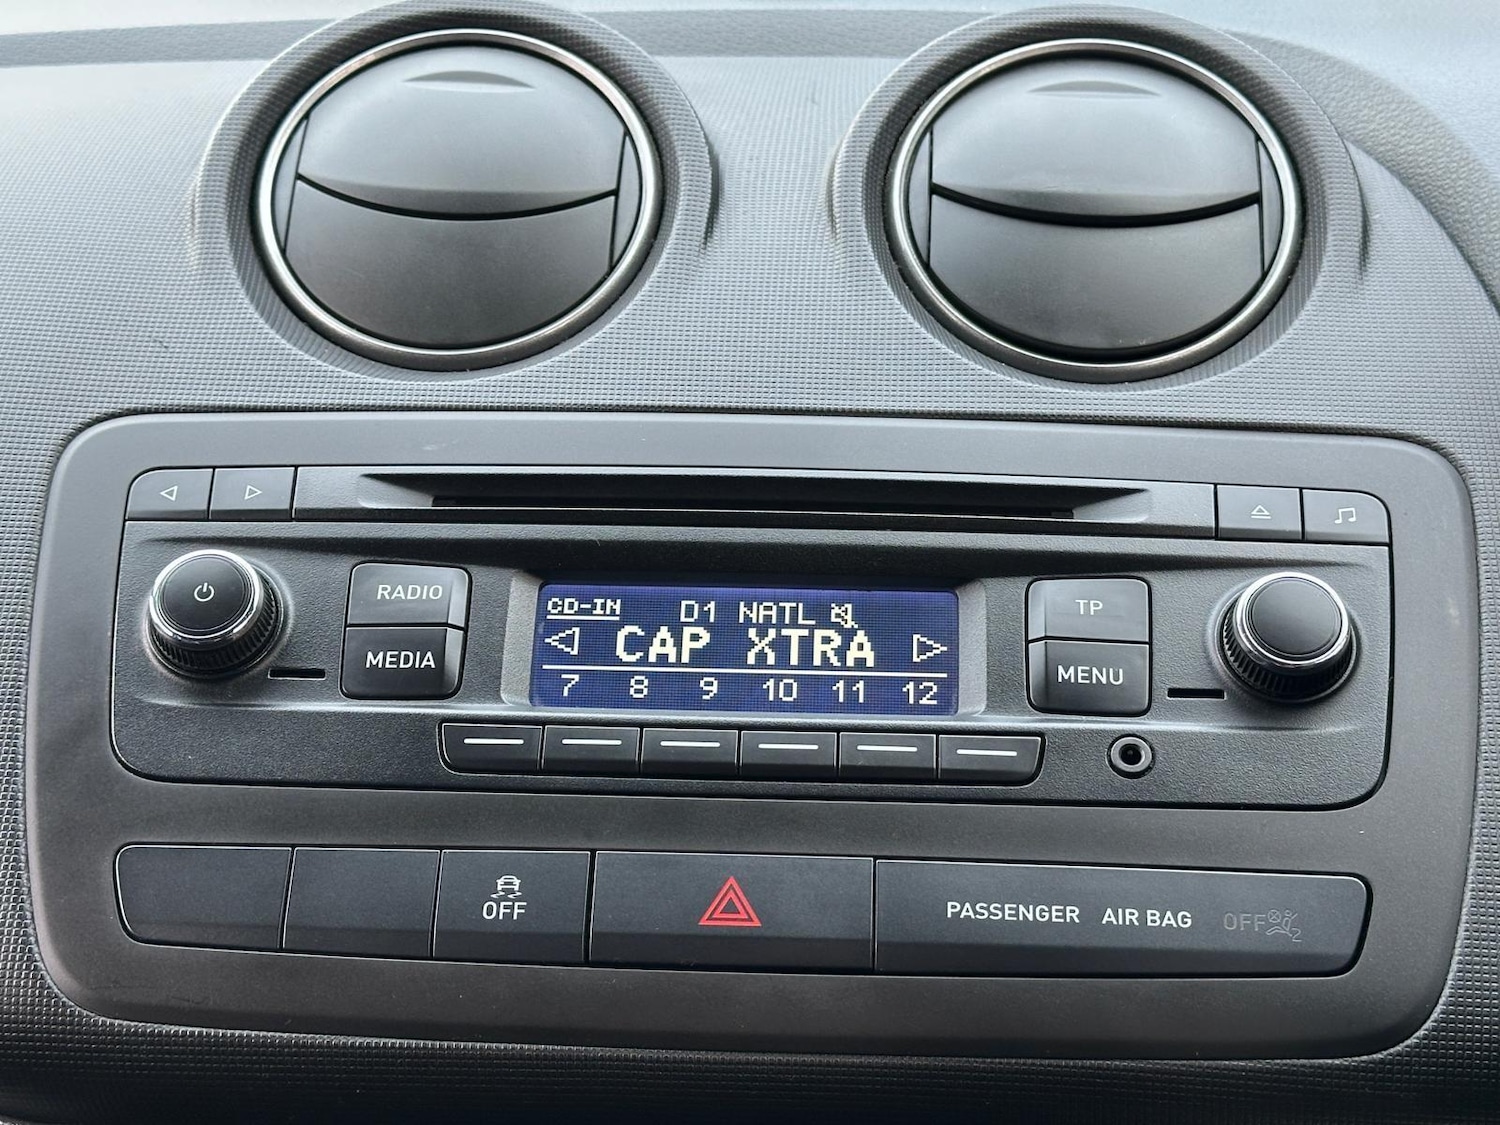 RADIO
MEDIA
CD-IN D1 NATL
CAP XTRA
7 8 9 10 11 12
TP
MENU
OFF
PASSENGER AIR BAG OFF
2